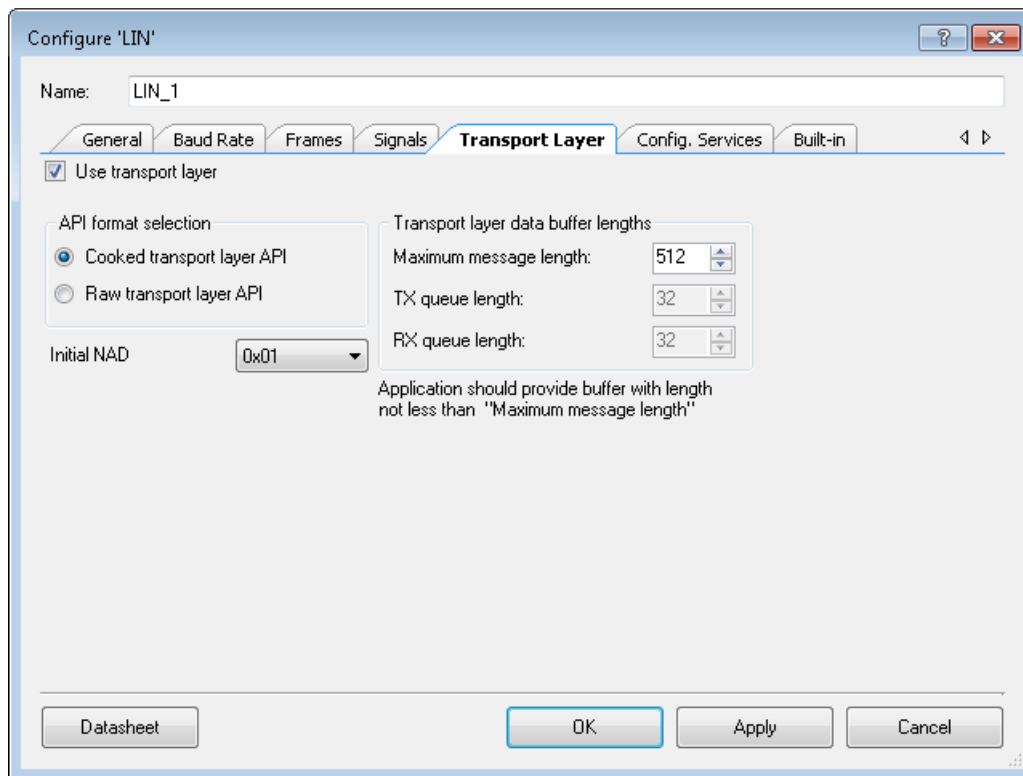 Configure 'LIN'
?
Name: LIN_1
General Baud Rate Frames Signals Transport Layer Config. Services Built-in
Use transport layer
API format selection
Cooked transport layer API
Raw transport layer API
Initial NAD 0x01
Transport layer data buffer lengths
Maximum message length: 512
TX queue length: 32
RX queue length: 32
Application should provide buffer with length
not less than "Maximum message length"
Datasheet OK Apply Cancel